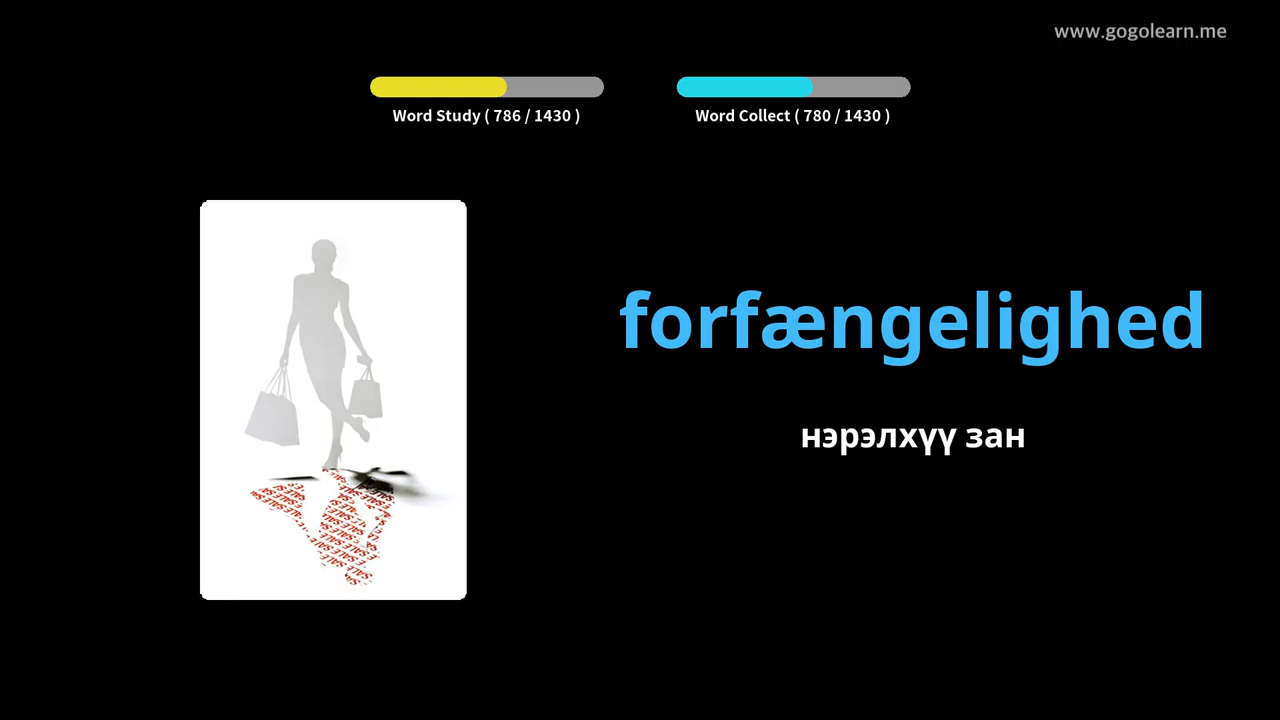 www.gogolearn.me
Word Study ( 786 / 1430 )
Word Collect ( 780 / 1430 )
forfængelighed
нэрэлхүү зан